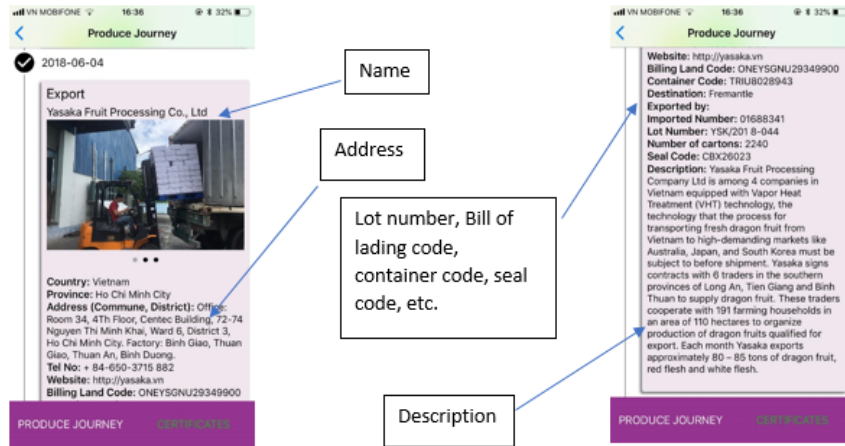 VN MOBIFONE 16:36 32%
Produce Journey
2018-06-04
Export
Yasaka Fruit Processing Co., Ltd
Country: Vietnam
Province: Ho Chi Minh City
Address (Commune, District): Office:
Room 34, 4Th Floor, Centec Building, 72-74
Nguyen Thi Minh Khai, Ward 6, District 3,
Ho Chi Minh City. Factory: Binh Giao, Thuan
Giao, Thuan An, Binh Duong.
Tel No: + 84-650-3715 882
Website: http://yasaka.vn
Billing Land Code: ONEYSGNU29349900
PRODUCE JOURNEY CERTIFICATES
Name
Address
Lot number, Bill of
lading code,
container code, seal
code, etc.
Description
VN MOBIFONE 16:36 32%
Produce Journey
Website: http://yasaka.vn
Billing Land Code: ONEYSGNU29349900
Container Code: TRIU8028943
Destination: Fremantle
Exported by:
Imported Number: 01688341
Lot Number: YSK/201 8-044
Number of cartons: 2240
Seal Code: CBX26023
Description: Yasaka Fruit Processing
Company Ltd is among 4 companies in
Vietnam equipped with Vapor Heat
Treatment (VHT) technology, the
technology that the process for
transporting fresh dragon fruit from
Vietnam to high-demanding markets like
Australia, Japan, and South Korea must be
subject to before shipment. Yasaka signs
contracts with 6 traders in the southern
provinces of Long An, Tien Giang and Binh
Thuan to supply dragon fruit. These traders
cooperate with 191 farming households in
an area of 110 hectares to organize
production of dragon fruits qualified for
export. Each month Yasaka exports
approximately 80 – 85 tons of dragon fruit,
red flesh and white flesh.
PRODUCE JOURNEY CERTIFICATES